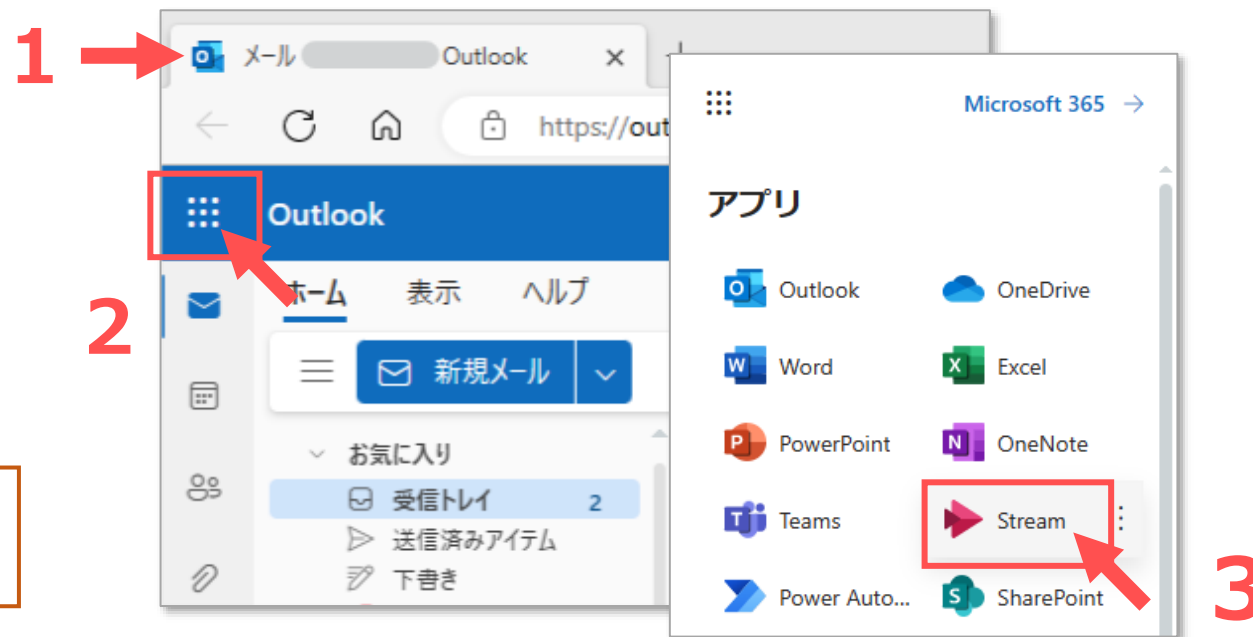 1
メール Outlook
https://out
Outlook
2
ホーム 表示 ヘルプ
新規メール
お気に入り
受信トレイ 2
送信済みアイテム
下書き
Microsoft 365 →
アプリ
Outlook OneDrive
Word Excel
PowerPoint OneNote
Teams Stream
Power Auto... SharePoint
3